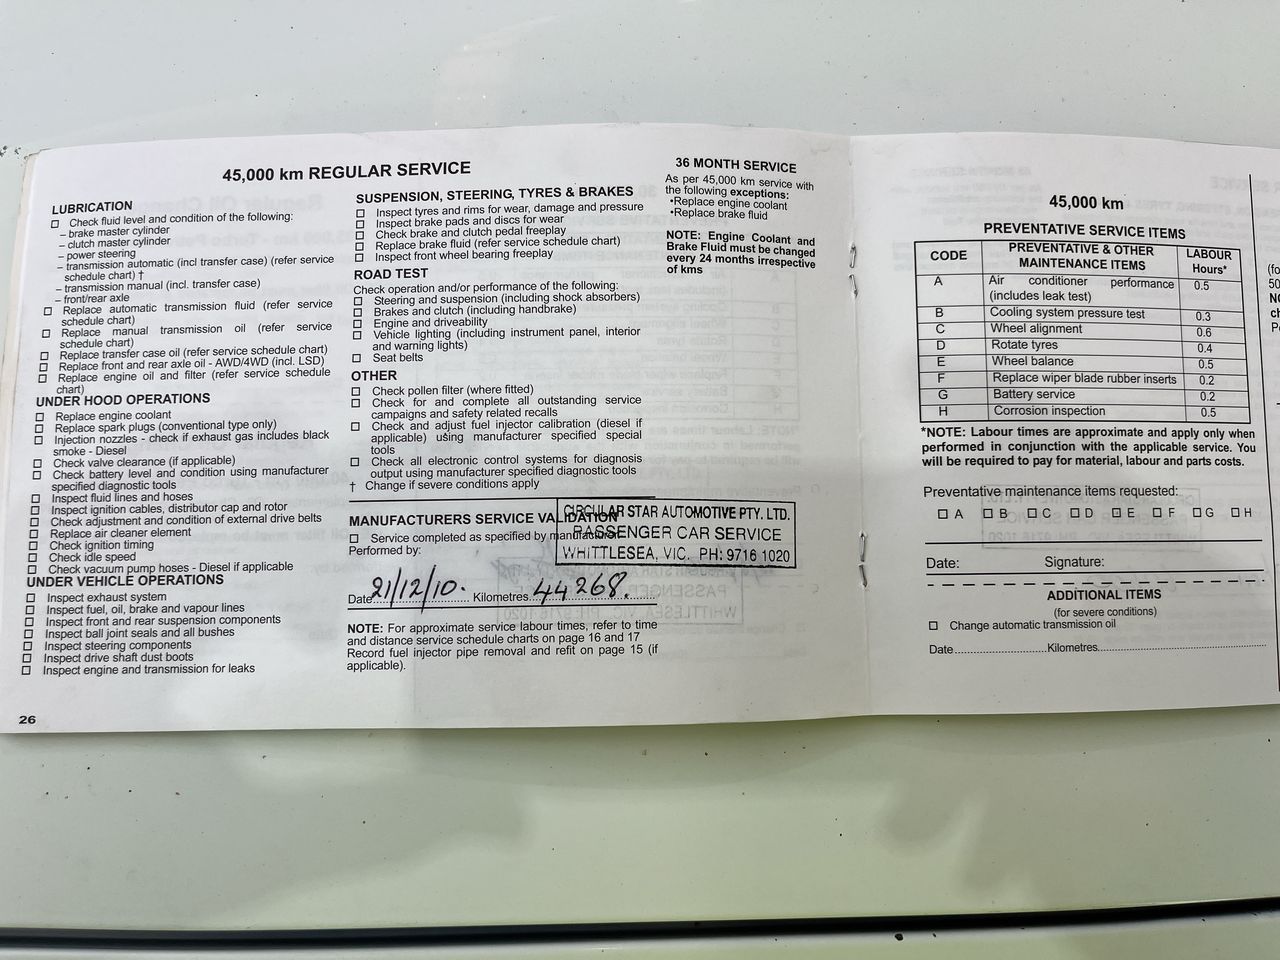 45,000 km REGULAR SERVICE
LUBRICATION
☐ Check fluid level and condition of the following:
– brake master cylinder
– clutch master cylinder
– power steering
– transmission automatic (incl transfer case) (refer service
schedule chart) †
– transmission manual (incl. transfer case)
– front/rear axle
☐ Replace automatic transmission fluid (refer service
schedule chart)
☐ Replace manual transmission oil (refer service
schedule chart)
☐ Replace transfer case oil (refer service schedule chart)
☐ Replace front and rear axle oil - AWD/4WD (incl. LSD)
☐ Replace engine oil and filter (refer service schedule
chart)
UNDER HOOD OPERATIONS
☐ Replace engine coolant
☐ Replace spark plugs (conventional type only)
☐ Injection nozzles - check if exhaust gas includes black
smoke - Diesel
☐ Check valve clearance (if applicable)
☐ Check battery level and condition using manufacturer
specified diagnostic tools
☐ Inspect fluid lines and hoses
☐ Inspect ignition cables, distributor cap and rotor
☐ Check adjustment and condition of external drive belts
☐ Replace air cleaner element
☐ Check ignition timing
☐ Check idle speed
☐ Check vacuum pump hoses - Diesel if applicable
UNDER VEHICLE OPERATIONS
☐ Inspect exhaust system
☐ Inspect fuel, oil, brake and vapour lines
☐ Inspect front and rear suspension components
☐ Inspect ball joint seals and all bushes
☐ Inspect steering components
☐ Inspect drive shaft dust boots
☐ Inspect engine and transmission for leaks
26
SUSPENSION, STEERING, TYRES & BRAKES
☐ Inspect tyres and rims for wear, damage and pressure
☐ Inspect brake pads and discs for wear
☐ Check brake and clutch pedal freeplay
☐ Replace brake fluid (refer service schedule chart)
☐ Inspect front wheel bearing freeplay
ROAD TEST
Check operation and/or performance of the following:
☐ Steering and suspension (including shock absorbers)
☐ Brakes and clutch (including handbrake)
☐ Engine and driveability
☐ Vehicle lighting (including instrument panel, interior
and warning lights)
☐ Seat belts
OTHER
☐ Check pollen filter (where fitted)
☐ Check for and complete all outstanding service
campaigns and safety related recalls
☐ Check and adjust fuel injector calibration (diesel if
applicable) using manufacturer specified special
tools
☐ Check all electronic control systems for diagnosis
output using manufacturer specified diagnostic tools
† Change if severe conditions apply
MANUFACTURERS SERVICE VALIDATION
☐ Service completed as specified by manufacturer
Performed by:
CIRCULAR STAR AUTOMOTIVE PTY. LTD.
PASSENGER CAR SERVICE
WHITTLESEA, VIC. PH: 9716 1020
Date 21/12/10. Kilometres 44268.
NOTE: For approximate service labour times, refer to time
and distance service schedule charts on page 16 and 17
Record fuel injector pipe removal and refit on page 15 (if
applicable).
36 MONTH SERVICE
As per 45,000 km service with
the following exceptions:
•Replace engine coolant
•Replace brake fluid
NOTE: Engine Coolant and
Brake Fluid must be changed
every 24 months irrespective
of kms
45,000 km
PREVENTATIVE SERVICE ITEMS
CODE PREVENTATIVE & OTHER MAINTENANCE ITEMS LABOUR Hours*
A Air conditioner performance (includes leak test) 0.5
B Cooling system pressure test 0.3
C Wheel alignment 0.6
D Rotate tyres 0.4
E Wheel balance 0.5
F Replace wiper blade rubber inserts 0.2
G Battery service 0.2
H Corrosion inspection 0.5
*NOTE: Labour times are approximate and apply only when
performed in conjunction with the applicable service. You
will be required to pay for material, labour and parts costs.
Preventative maintenance items requested:
☐ A ☐ B ☐ C ☐ D ☐ E ☐ F ☐ G ☐ H
Date: Signature:
ADDITIONAL ITEMS
(for severe conditions)
☐ Change automatic transmission oil
Date Kilometres